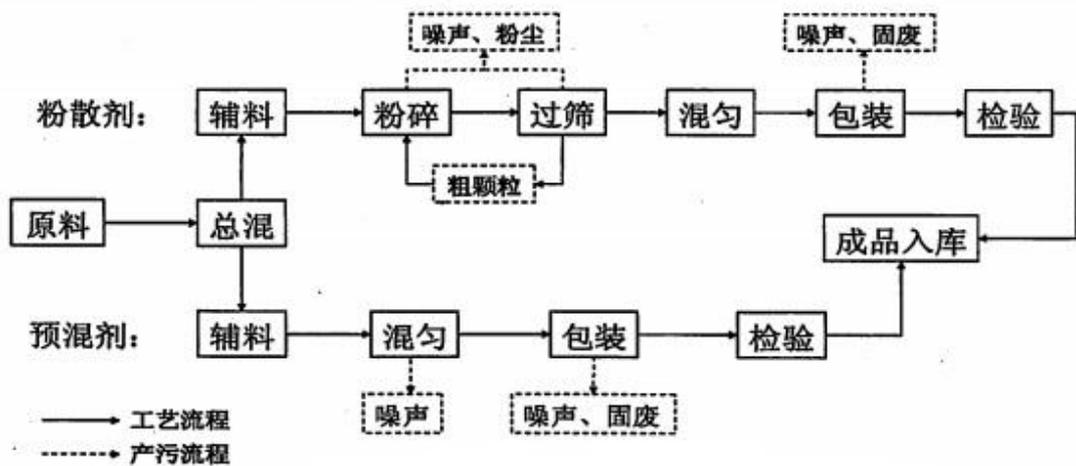 噪声、粉尘
噪声、固废
粉散剂：
辅料
粉碎
过筛
混匀
包装
检验
粗颗粒
原料
总混
成品入库
预混剂：
辅料
混匀
包装
检验
噪声
噪声、固废
工艺流程
产污流程